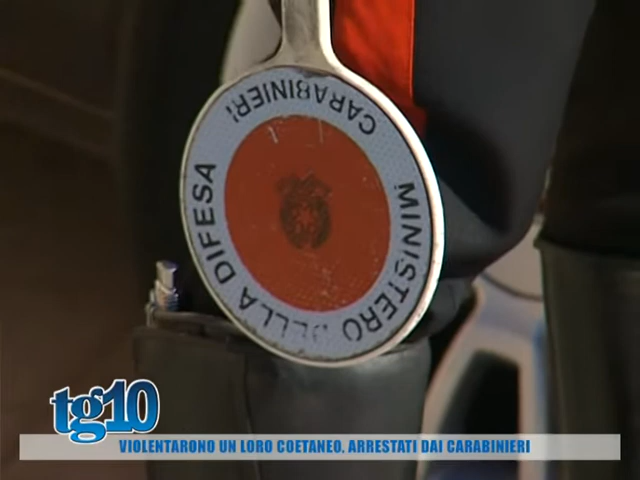 CARABINIERI
MINISTERO DELLA DIFESA
tg10
VIOLENTARONO UN LORO COETANEO. ARRESTATI DAI CARABINIERI